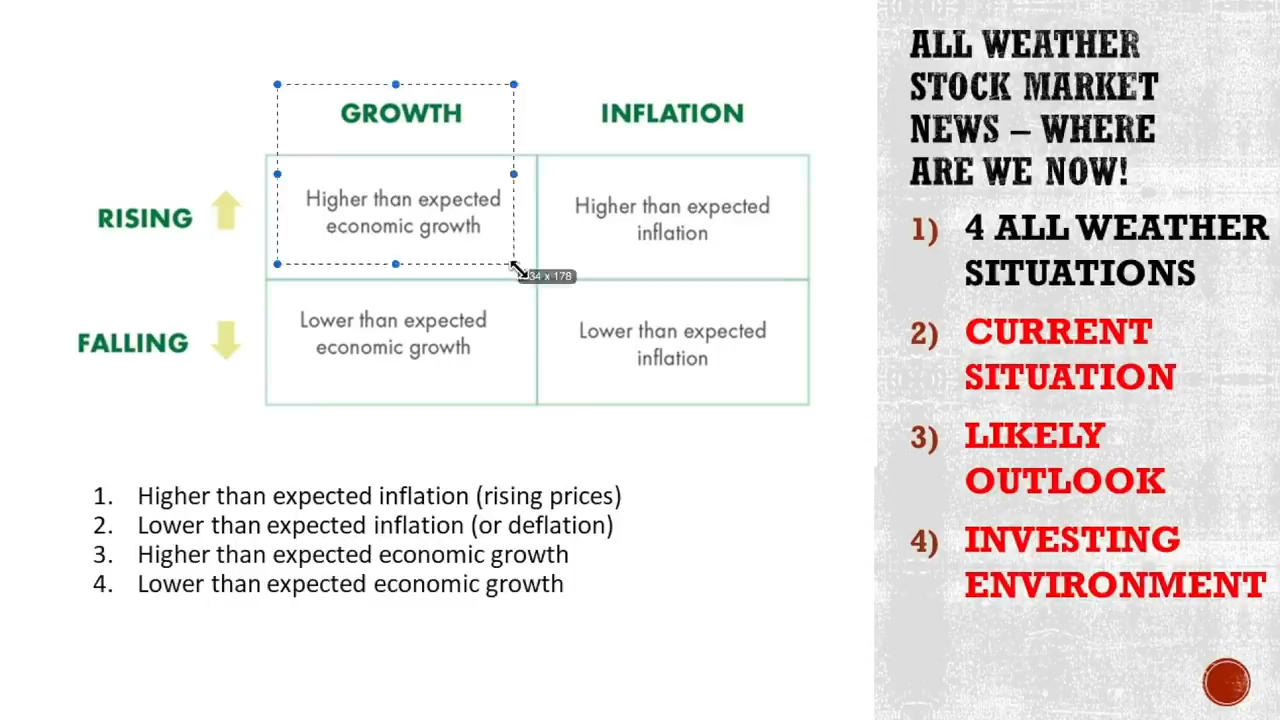 GROWTH
INFLATION
RISING
Higher than expected
economic growth
Higher than expected
inflation
FALLING
Lower than expected
economic growth
Lower than expected
inflation
34 x 178
1. Higher than expected inflation (rising prices)
2. Lower than expected inflation (or deflation)
3. Higher than expected economic growth
4. Lower than expected economic growth
ALL WEATHER
STOCK MARKET
NEWS – WHERE
ARE WE NOW!
1) 4 ALL WEATHER
SITUATIONS
2) CURRENT
SITUATION
3) LIKELY
OUTLOOK
4) INVESTING
ENVIRONMENT